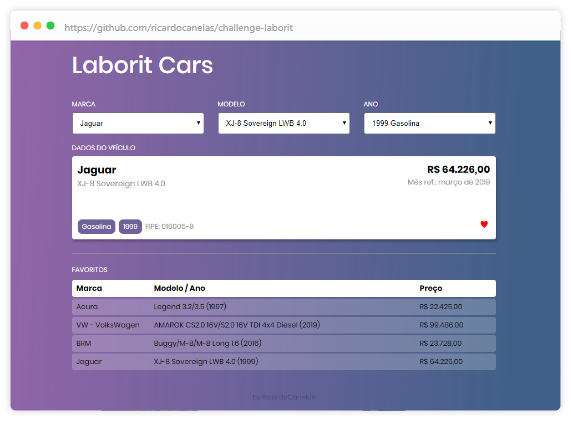 https://github.com/ricardocanelas/challenge-laborit
Laborit Cars
MARCA MODELO ANO
Jaguar XJ-8 Sovereign LWB 4.0 1999 Gasolina
DADOS DO VEÍCULO
Jaguar R$ 64.226,00
XJ-8 Sovereign LWB 4.0 Mês ref.: março de 2019
Gasolina 1999 FIPE: 016005-8
FAVORITOS
Marca Modelo / Ano Preço
Acura Legend 3.2/3.5 (1997) R$ 22.425,00
VW - VolksWagen AMAROK CS2.0 16V/S2.0 16V TDI 4x4 Diesel (2019) R$ 99.486,00
BRM Buggy/M-8/M-8 Long 1.6 (2016) R$ 23.728,00
Jaguar XJ-8 Sovereign LWB 4.0 (1999) R$ 64.226,00
by RicardoCanelas